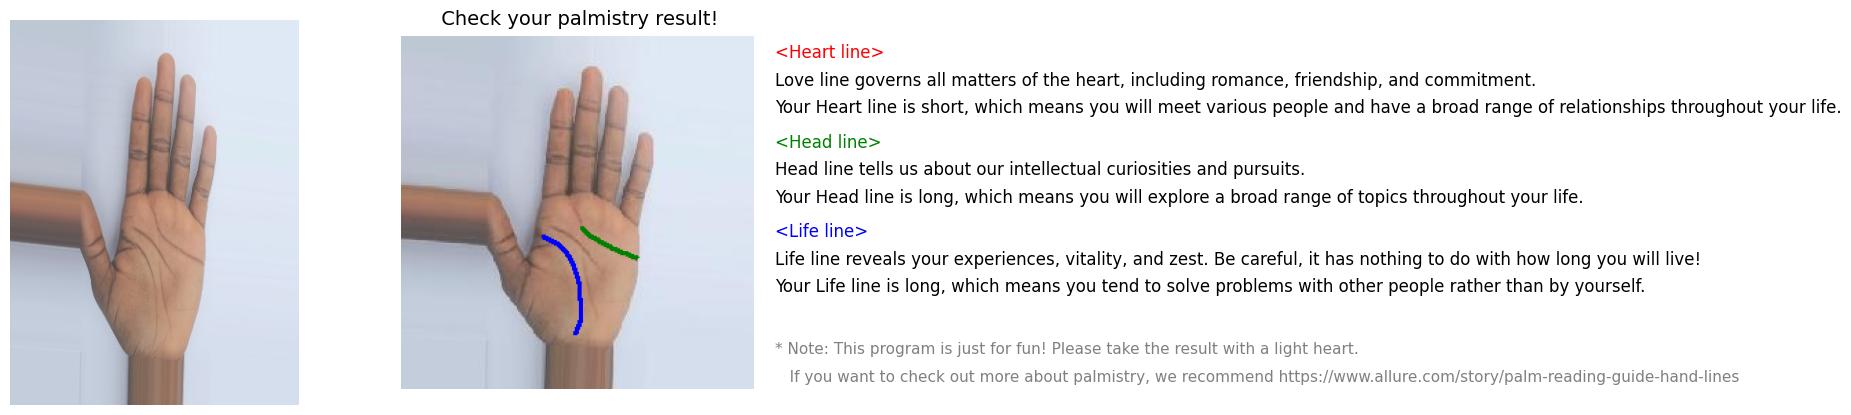 Check your palmistry result!
<Heart line>
Love line governs all matters of the heart, including romance, friendship, and commitment.
Your Heart line is short, which means you will meet various people and have a broad range of relationships throughout your life.
<Head line>
Head line tells us about our intellectual curiosities and pursuits.
Your Head line is long, which means you will explore a broad range of topics throughout your life.
<Life line>
Life line reveals your experiences, vitality, and zest. Be careful, it has nothing to do with how long you will live!
Your Life line is long, which means you tend to solve problems with other people rather than by yourself.
* Note: This program is just for fun! Please take the result with a light heart.
If you want to check out more about palmistry, we recommend https://www.allure.com/story/palm-reading-guide-hand-lines